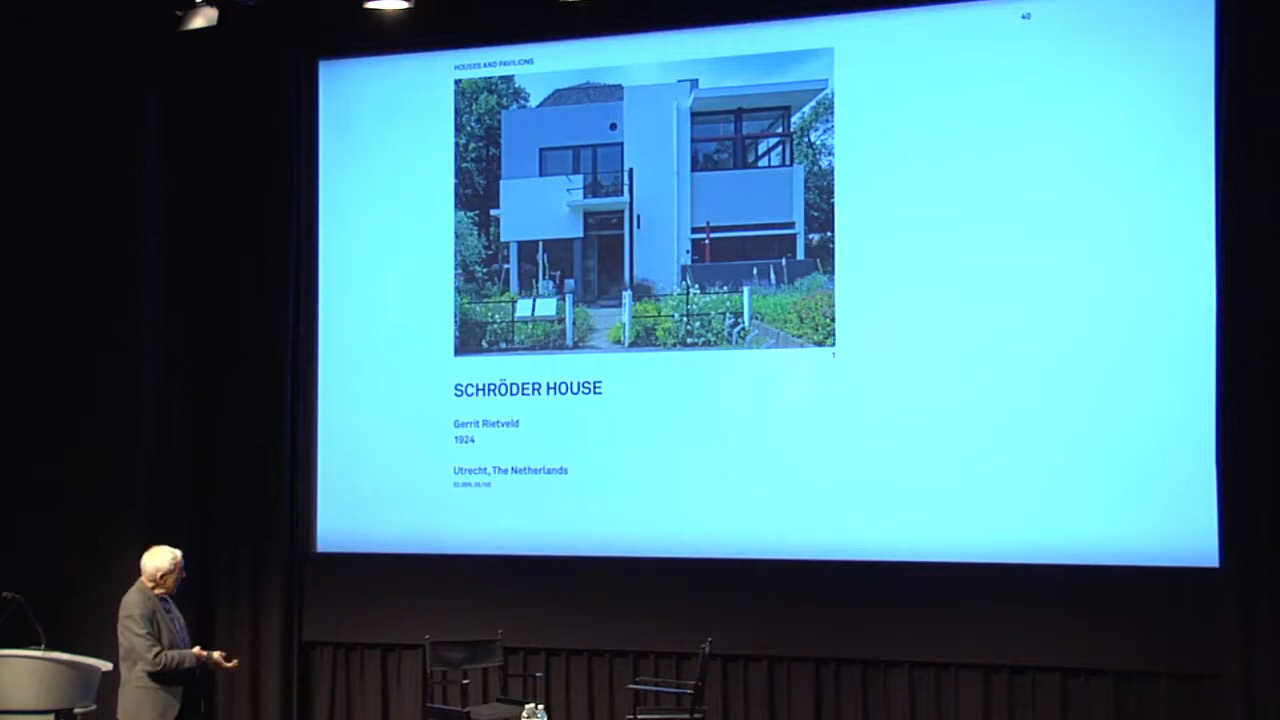 40
HOUSES AND PAVILIONS
1
SCHRÖDER HOUSE
Gerrit Rietveld
1924
Utrecht, The Netherlands